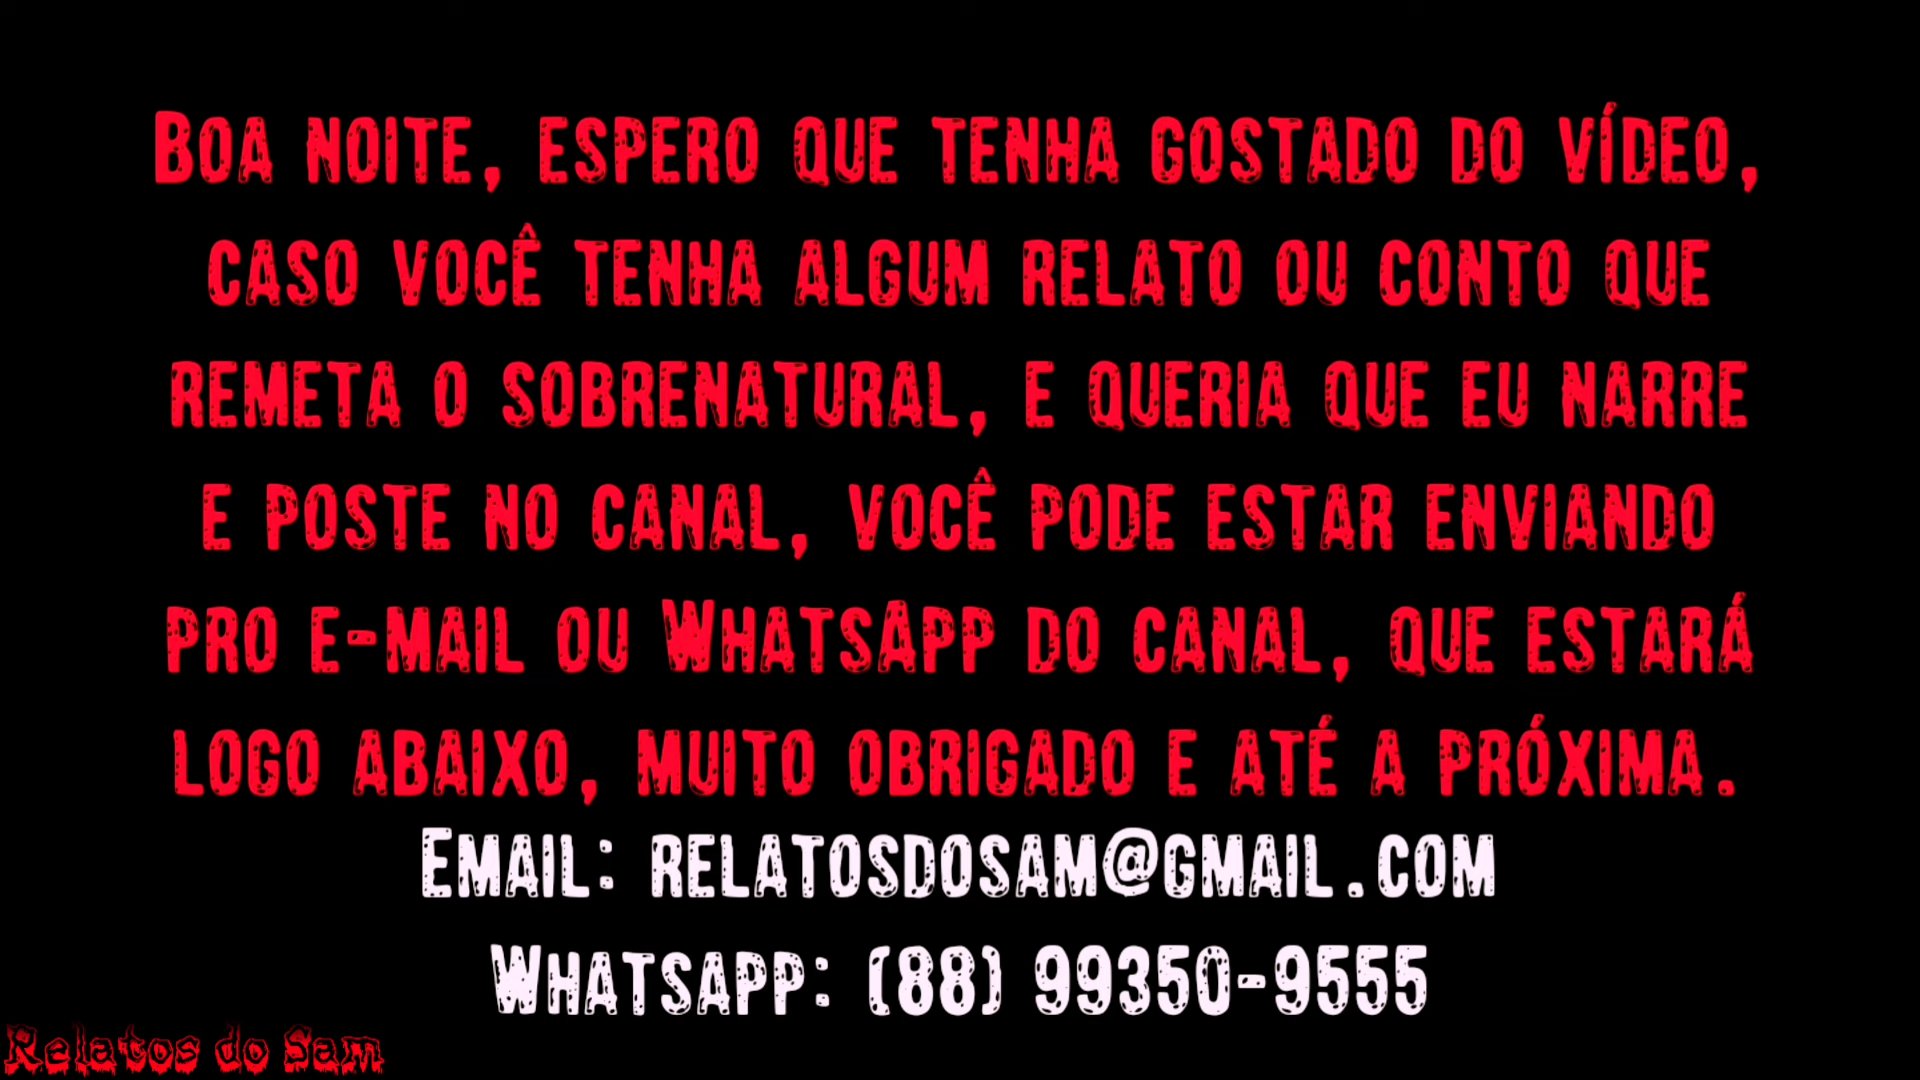 Boa noite, espero que tenha gostado do vídeo,
caso você tenha algum relato ou conto que
remeta o sobrenatural, e queria que eu narre
e poste no canal, você pode estar enviando
pro e-mail ou WhatsApp do canal, que estará
logo abaixo, muito obrigado e até a próxima.
Email: relatosdosam@gmail.com
Whatsapp: (88) 99350-9555
Relatos do Sam